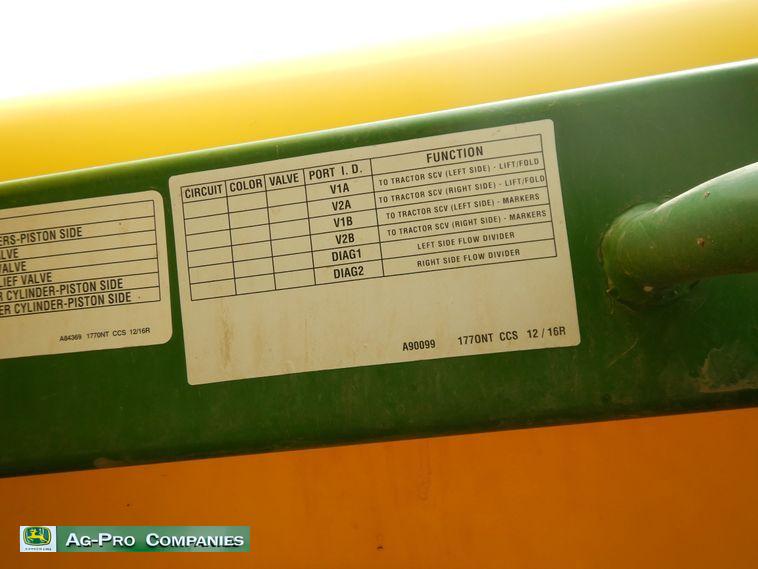 ERS-PISTON SIDE
ALVE
VALVE
LIEF VALVE
R CYLINDER-PISTON SIDE
ER CYLINDER-PISTON SIDE
A84369 1770NT CCS 12/16R
CIRCUIT COLOR VALVE PORT I. D. FUNCTION
V1A TO TRACTOR SCV (LEFT SIDE) - LIFT/FOLD
V2A TO TRACTOR SCV (RIGHT SIDE) - LIFT/FOLD
V1B TO TRACTOR SCV (LEFT SIDE) - MARKERS
V2B TO TRACTOR SCV (RIGHT SIDE) - MARKERS
DIAG1 LEFT SIDE FLOW DIVIDER
DIAG2 RIGHT SIDE FLOW DIVIDER
A90099 1770NT CCS 12 / 16R
AG-PRO COMPANIES